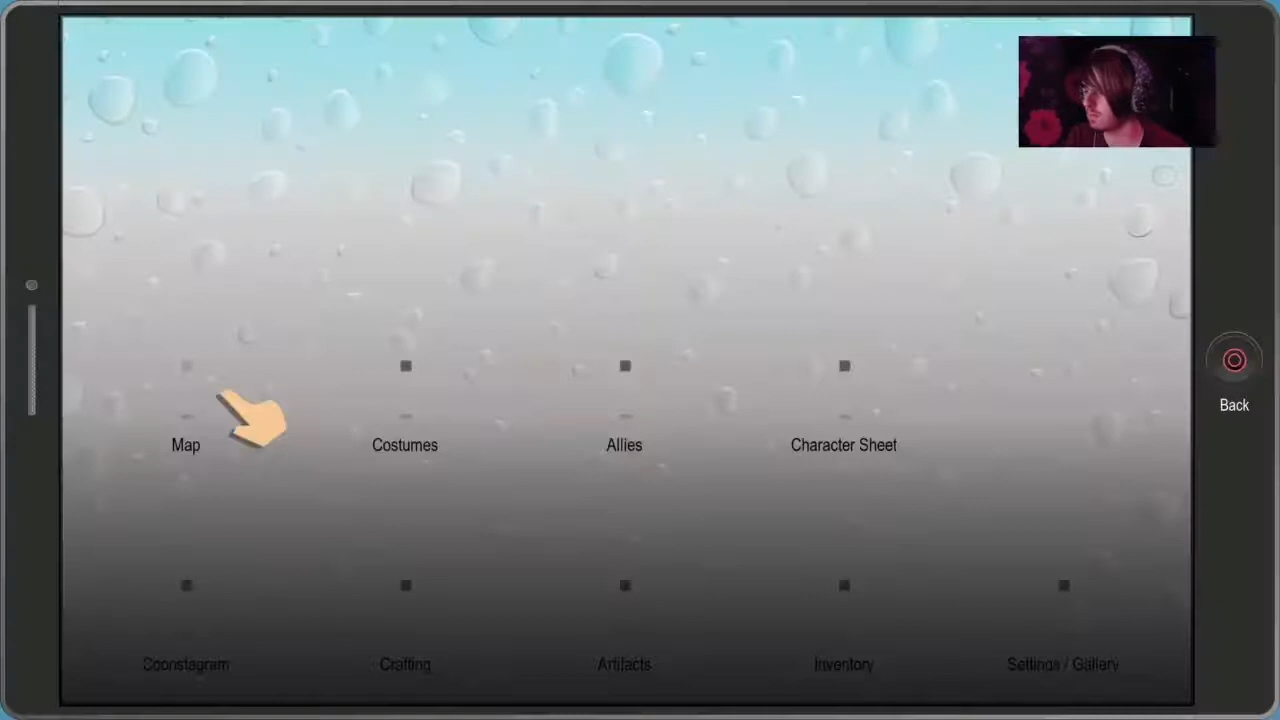 Back
Map Costumes Allies Character Sheet
Coonstagram Crafting Artifacts Inventory Settings / Gallery